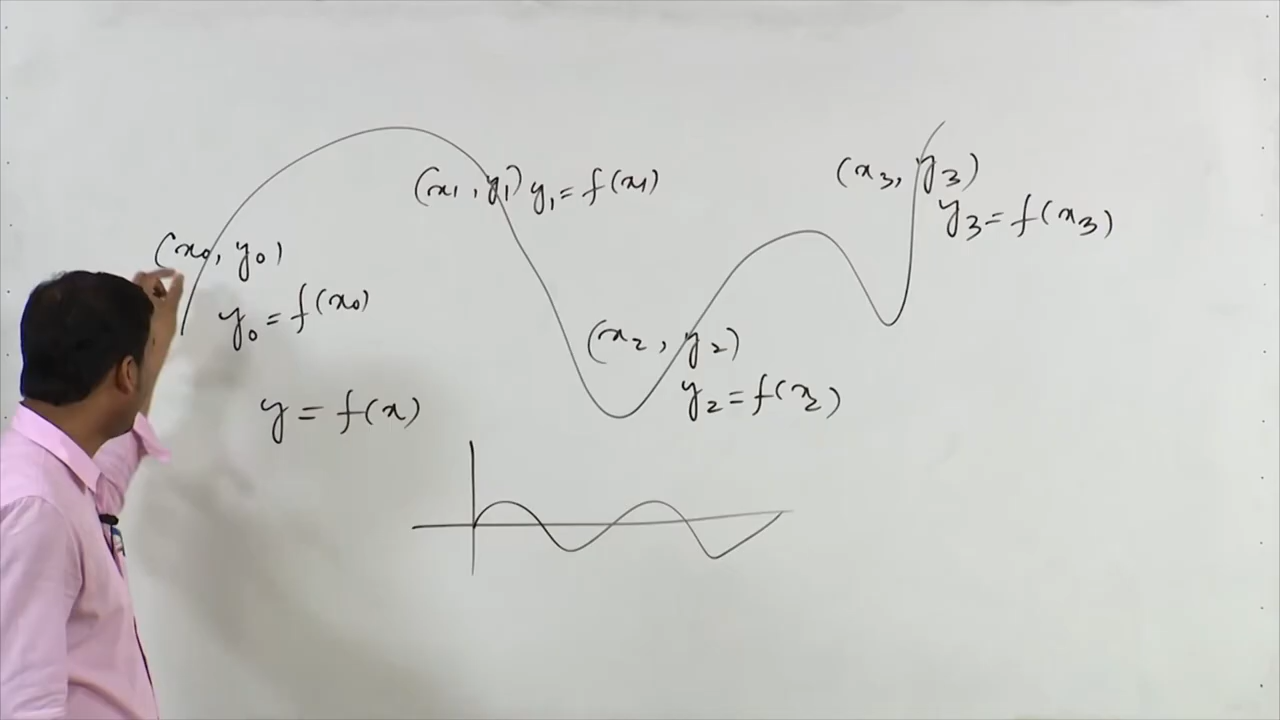 (x₀, y₀)
y₀ = f(x₀)
y = f(x)
(x₁, y₁) y₁ = f(x₁)
(x₂, y₂)
y₂ = f(x₂)
(x₃, y₃)
y₃ = f(x₃)